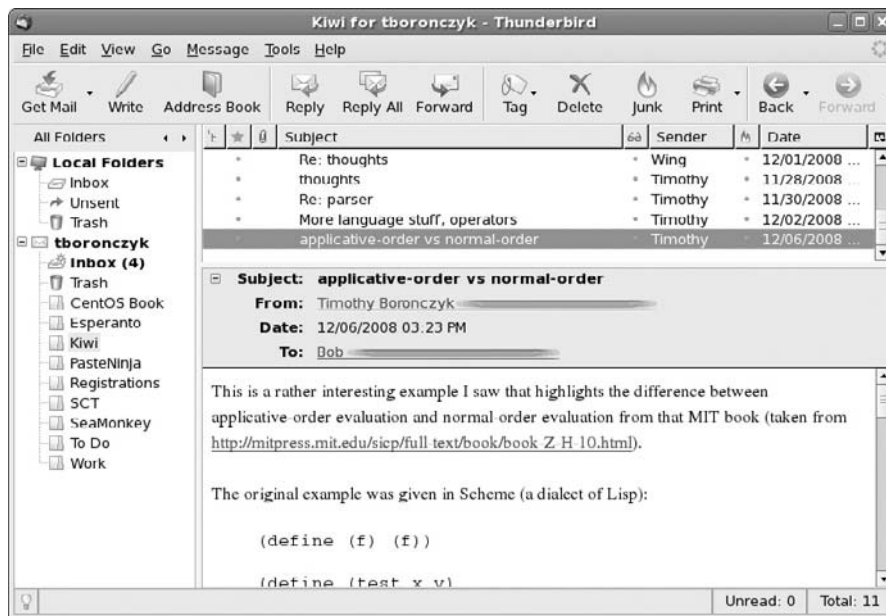 Kiwi for tboronczyk - Thunderbird
File Edit View Go Message Tools Help
Get Mail Write Address Book Reply Reply All Forward Tag Delete Junk Print Back Forward
All Folders
Subject Sender Date
Re: thoughts Wing 12/01/2008 ...
thoughts Timothy 11/28/2008 ...
Re: parser Timothy 11/30/2008 ...
More language stuff, operators Timothy 12/02/2008 ...
applicative-order vs normal-order Timothy 12/06/2008 ...
Local Folders
Inbox
Unsent
Trash
tboronczyk
Inbox (4)
Trash
CentOS Book
Esperanto
Kiwi
PasteNinja
Registrations
SCT
SeaMonkey
To Do
Work
Subject: applicative-order vs normal-order
From: Timothy Boronczyk
Date: 12/06/2008 03:23 PM
To: Bob
This is a rather interesting example I saw that highlights the difference between
applicative-order evaluation and normal-order evaluation from that MIT book (taken from
http://mitpress.mit.edu/sicp/full-text/book/book-Z-H-10.html).
The original example was given in Scheme (a dialect of Lisp):
(define (f) (f))
(define (test x y)
Unread: 0 Total: 11